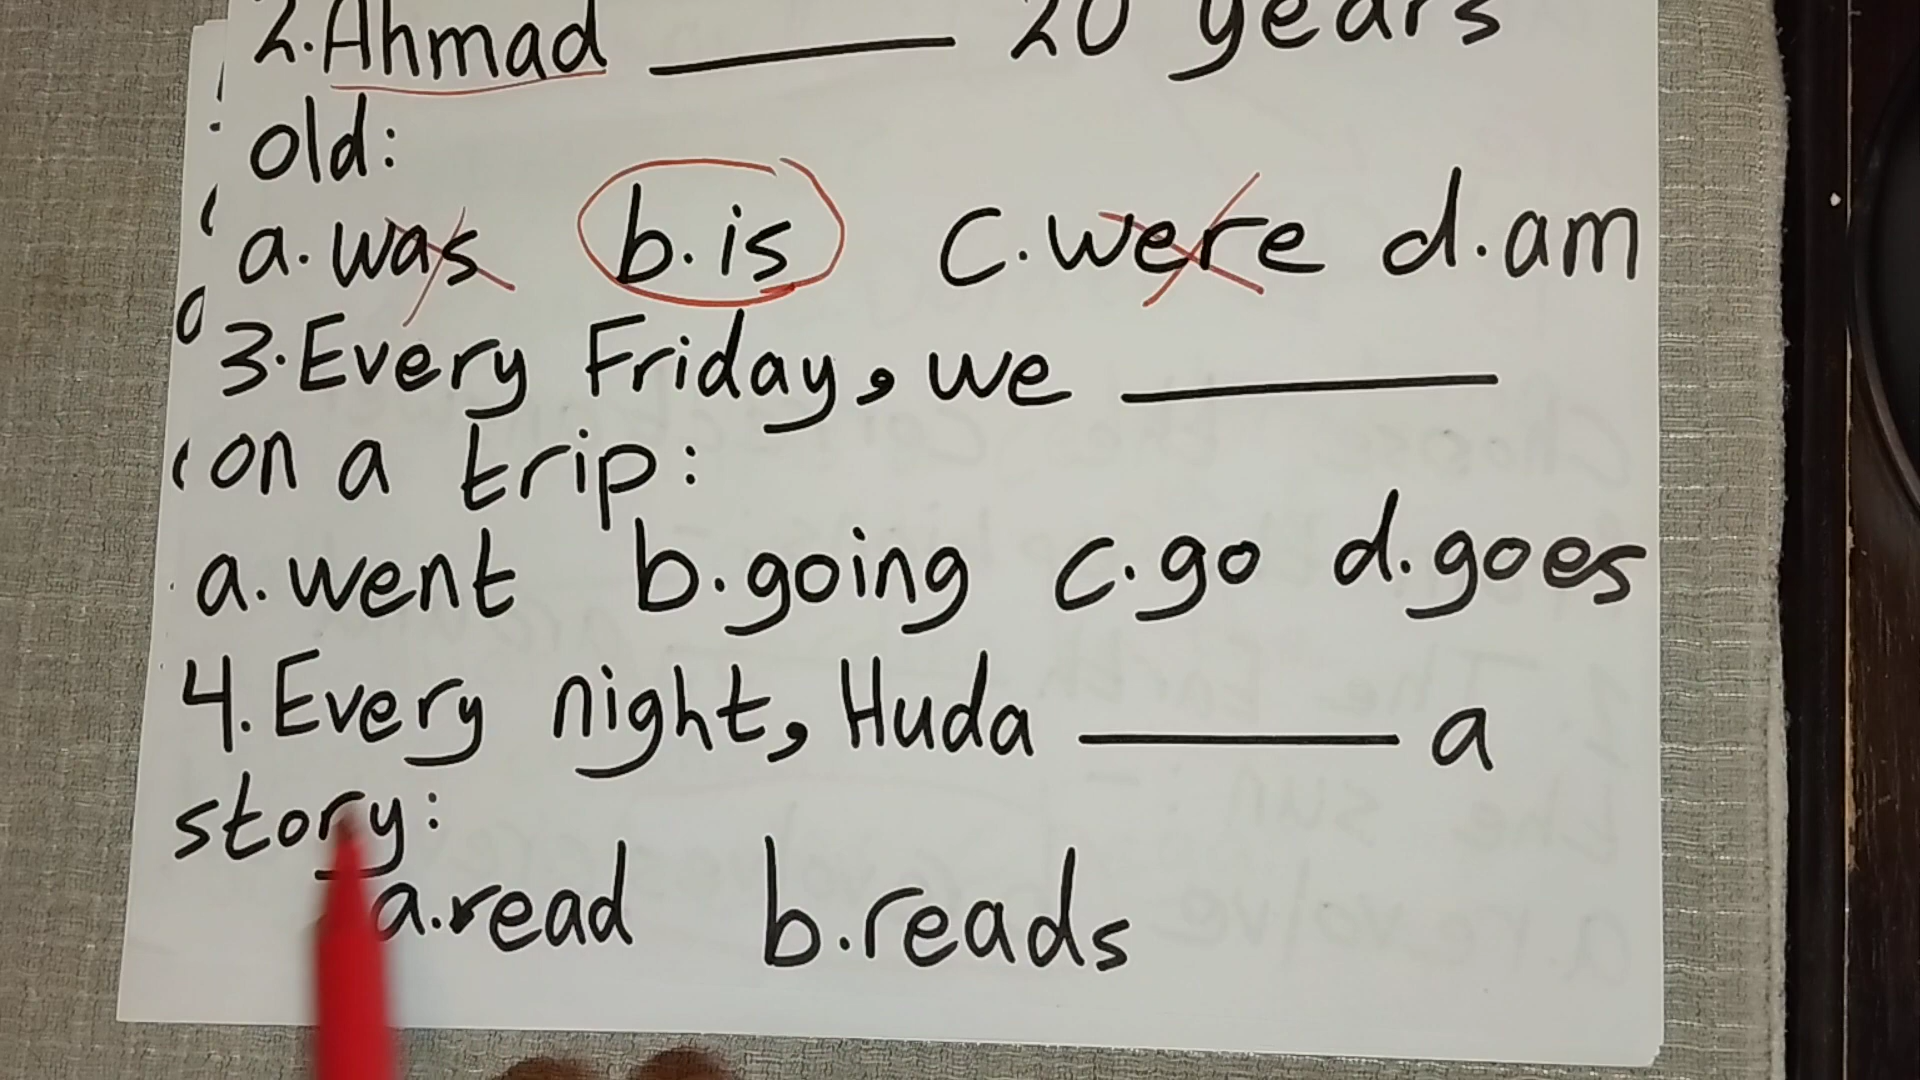 2.Ahmad ______ 20 years
old:
a.was b.is c.were d.am
3.Every Friday, we ______
on a trip:
a.went b.going c.go d.goes
4.Every night, Huda ______ a
story:
a.read b.reads